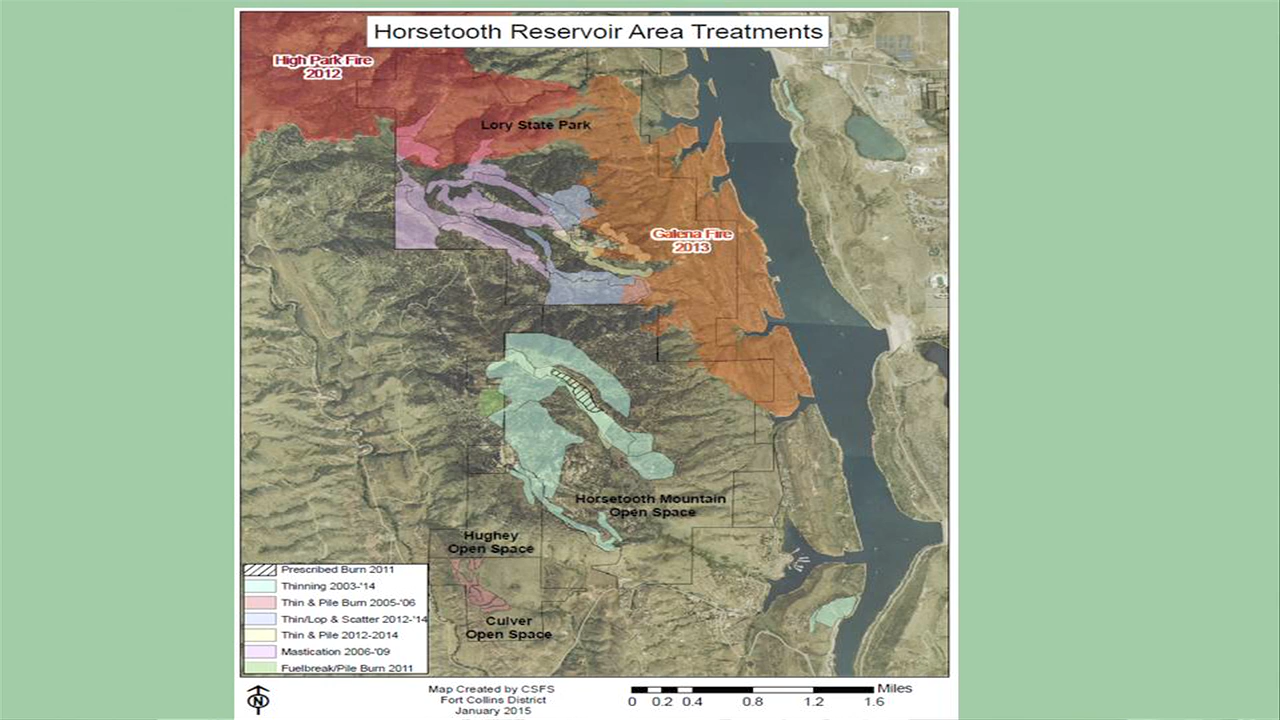 Horsetooth Reservoir Area Treatments
High Park Fire
2012
Lory State Park
Galena Fire
2013
Horsetooth Mountain
Open Space
Hughey
Open Space
Culver
Open Space
Prescribed Burn 2011
Thinning 2003-'14
Thin & Pile Burn 2005-'06
Thin/Lop & Scatter 2012-'14
Thin & Pile 2012-2014
Mastication 2006-'09
Fuelbreak/Pile Burn 2011
N
Map Created by CSFS
Fort Collins District
January 2015
Miles
0 0.2 0.4 0.8 1.2 1.6